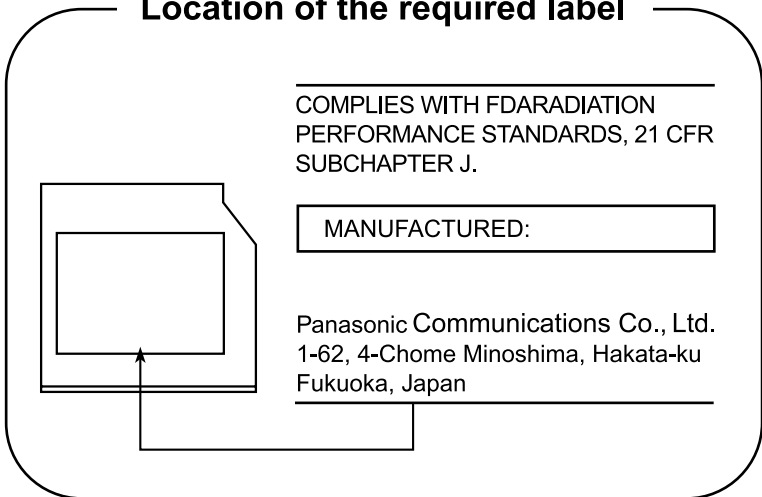 Location of the required label
COMPLIES WITH FDARADIATION
PERFORMANCE STANDARDS, 21 CFR
SUBCHAPTER J.
MANUFACTURED:
Panasonic Communications Co., Ltd.
1-62, 4-Chome Minoshima, Hakata-ku
Fukuoka, Japan